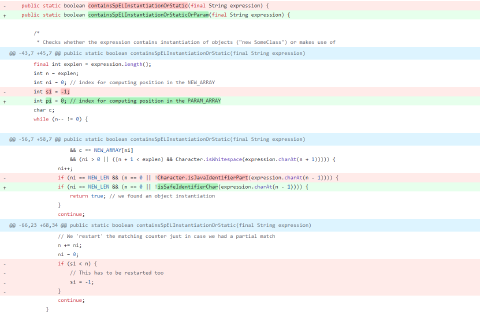 - public static boolean containsSpELInstantiationOrStatic(final String expression) {
+ public static boolean containsSpELInstantiationOrStaticOrParam(final String expression) {
/*
* Checks whether the expression contains instantiation of objects ("new SomeClass") or makes use of
@@ -43,7 +45,7 @@ public static boolean containsSpELInstantiationOrStatic(final String expression)
final int explen = expression.length();
int n = explen;
int ni = 0; // index for computing position in the NEW_ARRAY
- int si = -1;
+ int pi = 0; // index for computing position in the PARAM_ARRAY
char c;
while (n-- != 0) {
@@ -56,7 +58,7 @@ public static boolean containsSpELInstantiationOrStatic(final String expression)
&& c == NEW_ARRAY[ni]
&& (ni > 0 || ((n + 1 < explen) && Character.isWhitespace(expression.charAt(n + 1))))) {
ni++;
- if (ni == NEW_LEN && (n == 0 || !Character.isJavaIdentifierPart(expression.charAt(n - 1)))) {
+ if (ni == NEW_LEN && (n == 0 || !isSafeIdentifierChar(expression.charAt(n - 1)))) {
return true; // we found an object instantiation
}
continue;
@@ -66,23 +68,34 @@ public static boolean containsSpELInstantiationOrStatic(final String expression)
// We 'restart' the matching counter just in case we had a partial match
n += ni;
ni = 0;
- if (si < n) {
- // This has to be restarted too
- si = -1;
- }
continue;
}